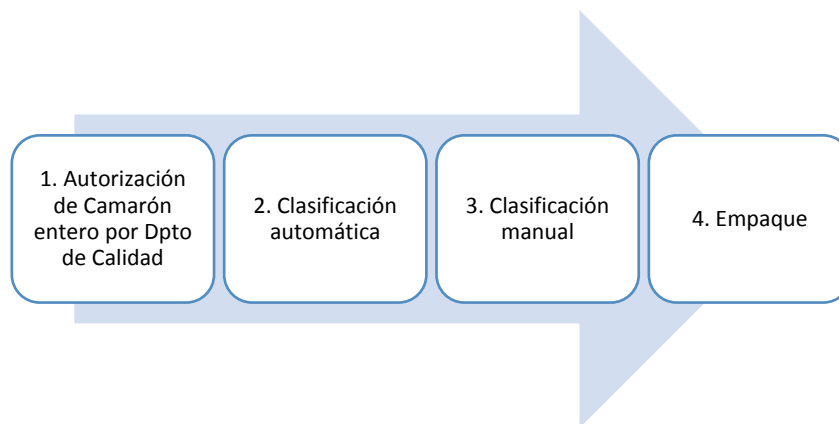 1. Autorización
de Camarón
entero por Dpto
de Calidad
2. Clasificación
automática
3. Clasificación
manual
4. Empaque